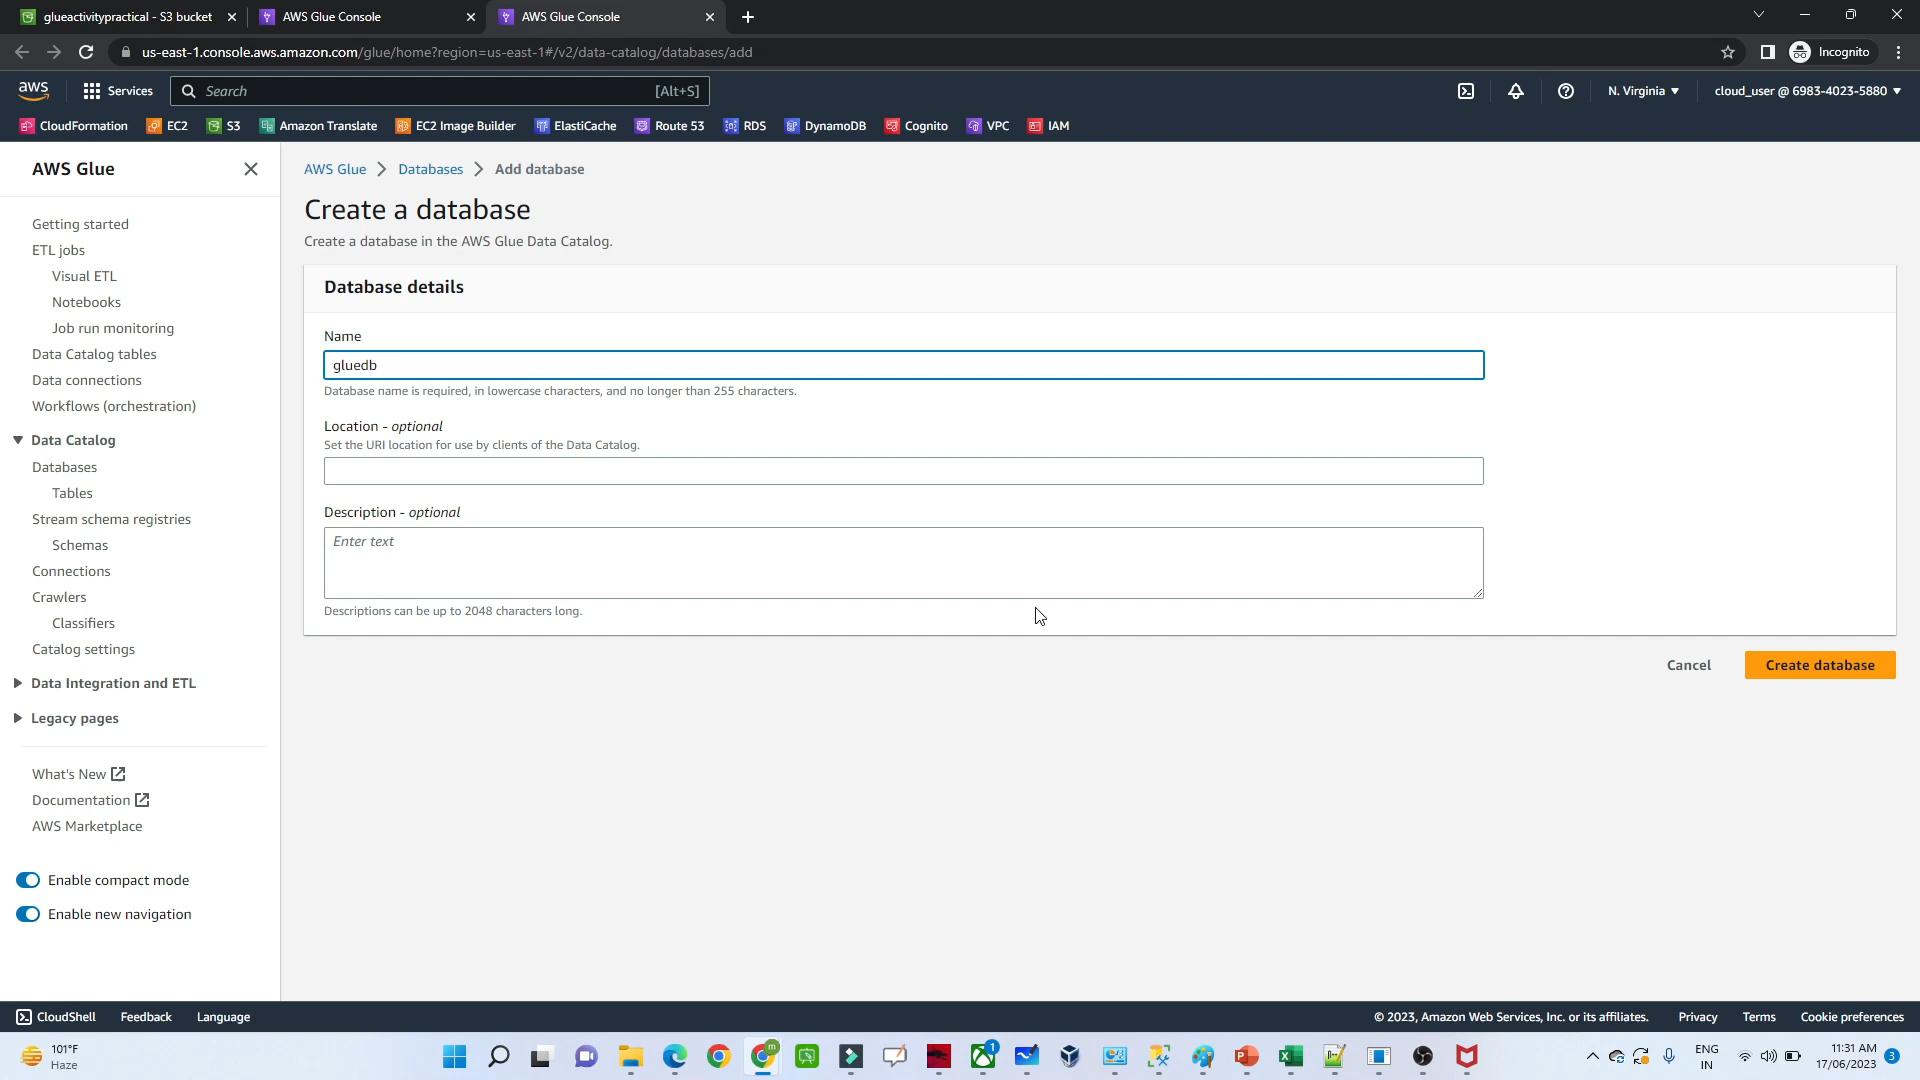 glueactivitypractical - S3 bucket
AWS Glue Console
AWS Glue Console
us-east-1.console.aws.amazon.com/glue/home?region=us-east-1#/v2/data-catalog/databases/add
Incognito
aws
Services
Search
[Alt+S]
N. Virginia
cloud_user @ 6983-4023-5880
CloudFormation
EC2
S3
Amazon Translate
EC2 Image Builder
ElastiCache
Route 53
RDS
DynamoDB
Cognito
VPC
IAM
AWS Glue
Getting started
ETL jobs
Visual ETL
Notebooks
Job run monitoring
Data Catalog tables
Data connections
Workflows (orchestration)
Data Catalog
Databases
Tables
Stream schema registries
Schemas
Connections
Crawlers
Classifiers
Catalog settings
Data Integration and ETL
Legacy pages
What's New
Documentation
AWS Marketplace
Enable compact mode
Enable new navigation
AWS Glue
Databases
Add database
Create a database
Create a database in the AWS Glue Data Catalog.
Database details
Name
gluedb
Database name is required, in lowercase characters, and no longer than 255 characters.
Location - optional
Set the URI location for use by clients of the Data Catalog.
Description - optional
Enter text
Descriptions can be up to 2048 characters long.
Cancel
Create database
CloudShell
Feedback
Language
© 2023, Amazon Web Services, Inc. or its affiliates.
Privacy
Terms
Cookie preferences
101°F
Haze
m
1
ENG
IN
11:31 AM
17/06/2023
3